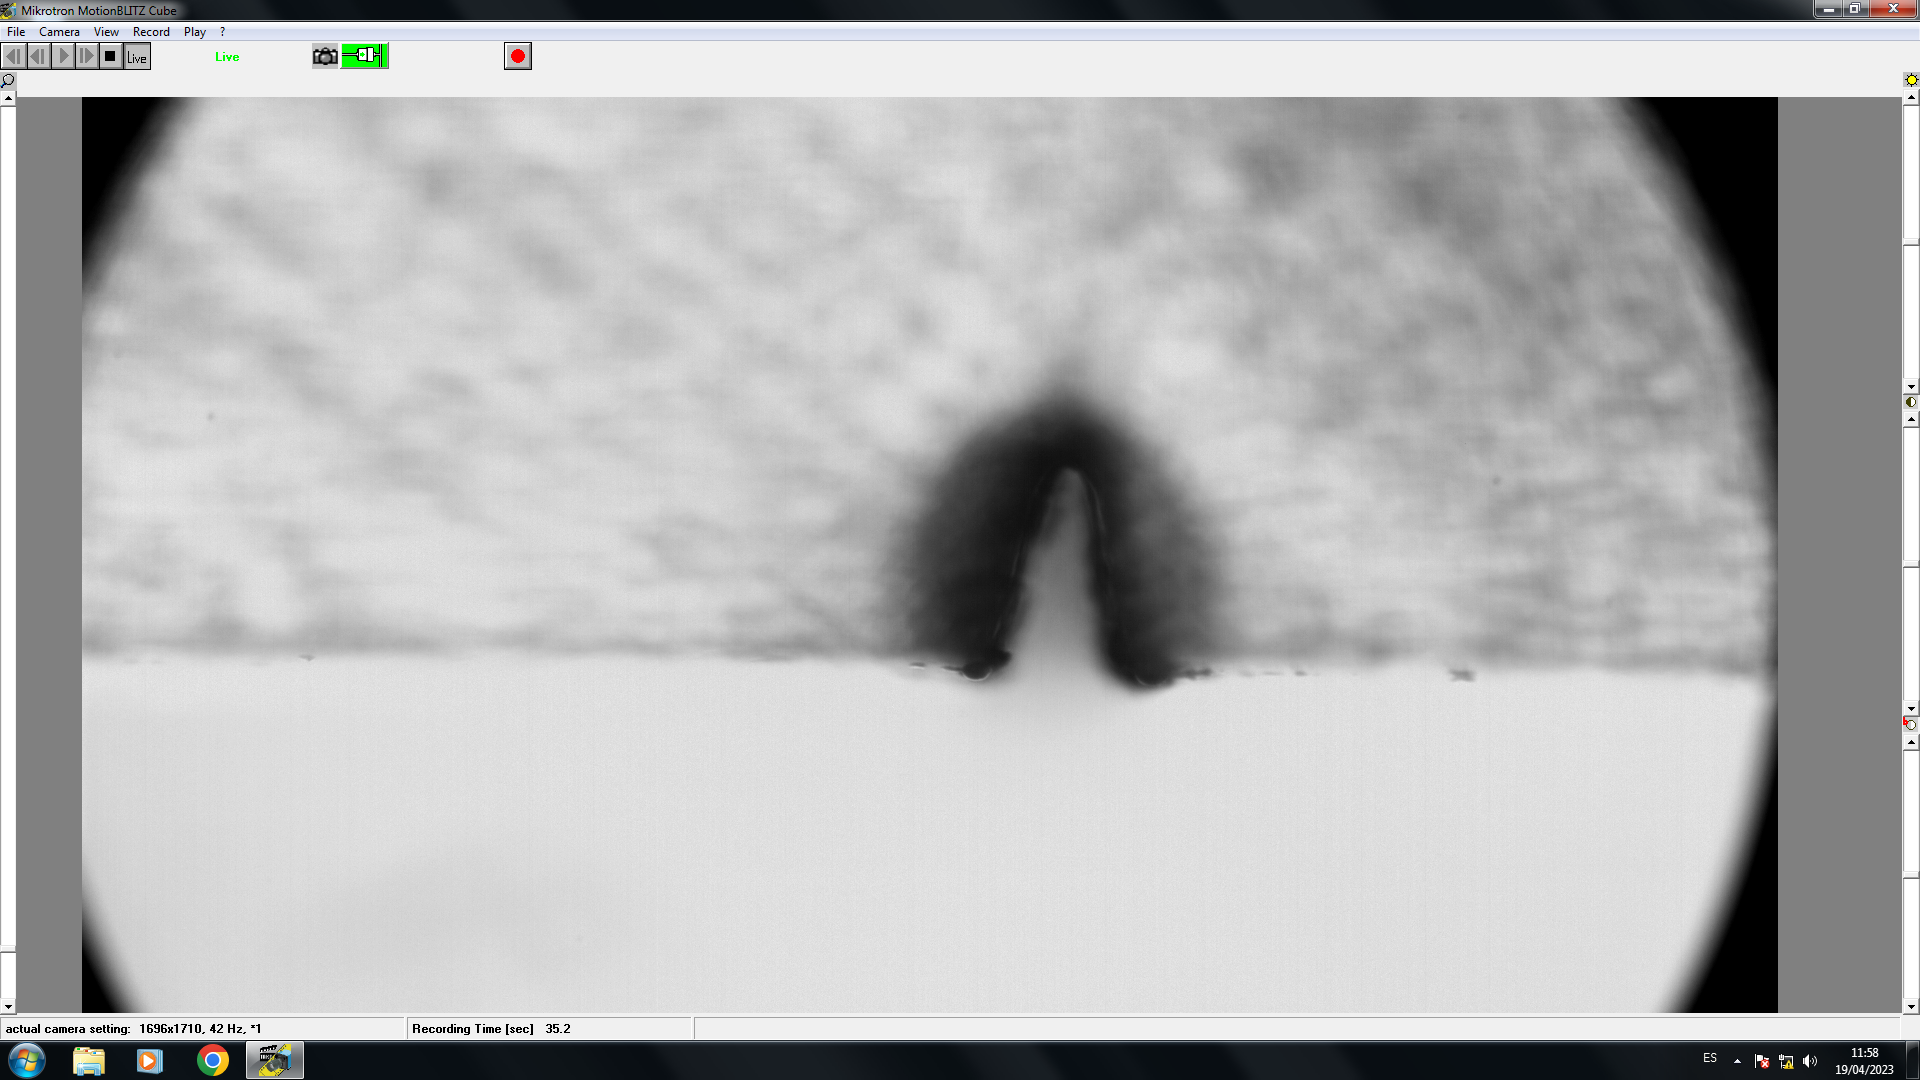 Mikrotron MotionBLITZ Cube
File Camera View Record Play ?
Live Live
actual camera setting: 1696x1710, 42 Hz, *1 Recording Time [sec] 35.2
ES 11:58
19/04/2023